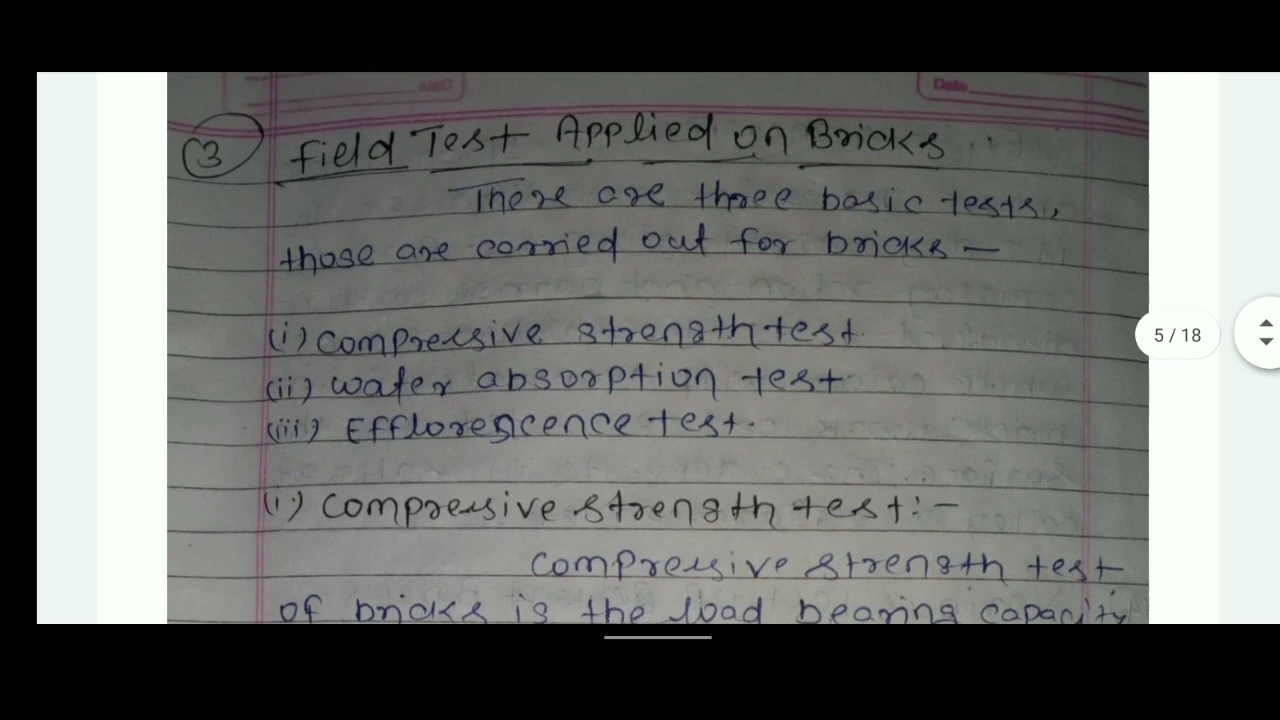 Date
③ Field Test Applied on Bricks
There are three basic tests,
those are carried out for bricks –
(i) compressive strength test.
(ii) water absorption test
(iii) Efflorescence test.
5 / 18
(i) compressive strength test :-
compressive strength test
of bricks is the load bearing capacity